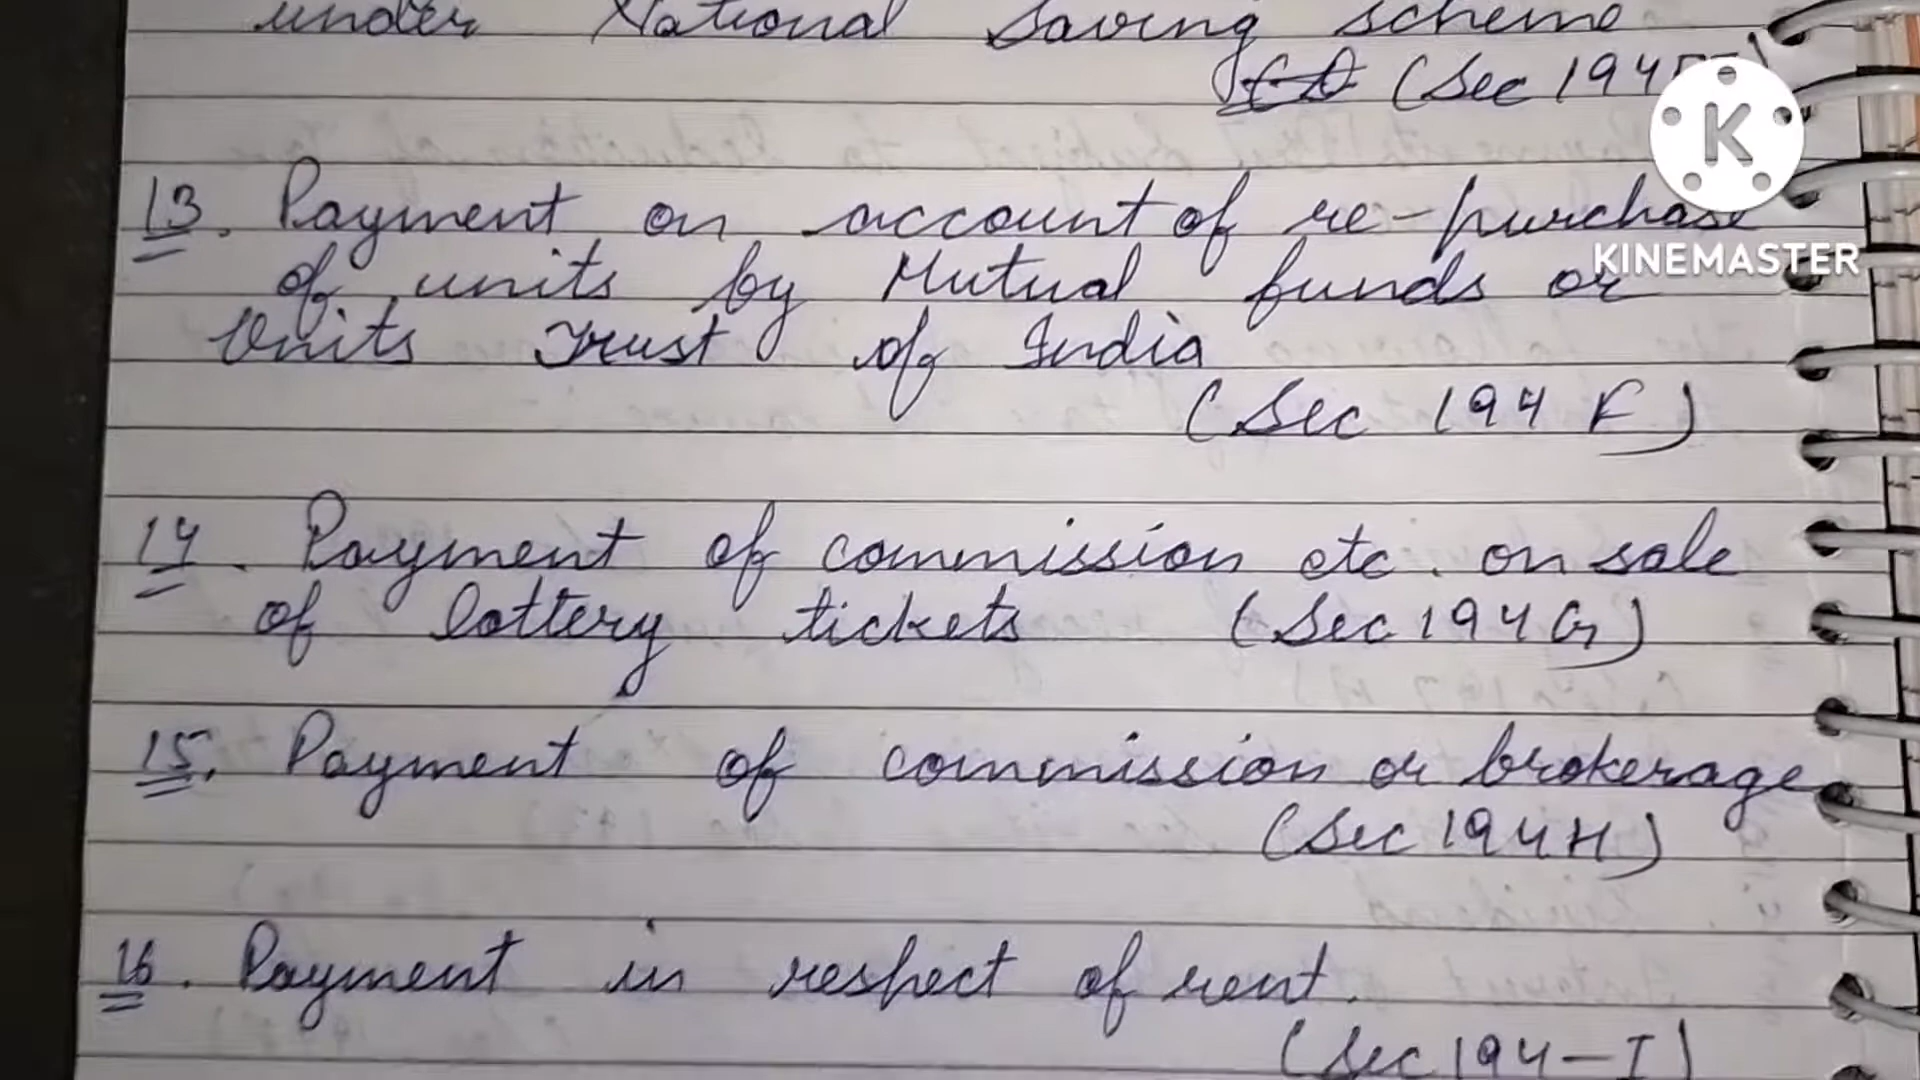 under National Saving scheme
(Sec 194
13. Payment on account of re-purchase
of units by Mutual funds or
Units Trust of India
(Sec 194 F)
14. Payment of commission etc. on sale
of lottery tickets (Sec 194G)
15. Payment of commission or brokerage
(Sec 194H)
16. Payment in respect of rent.
(Sec 194-I)
K
KINEMASTER